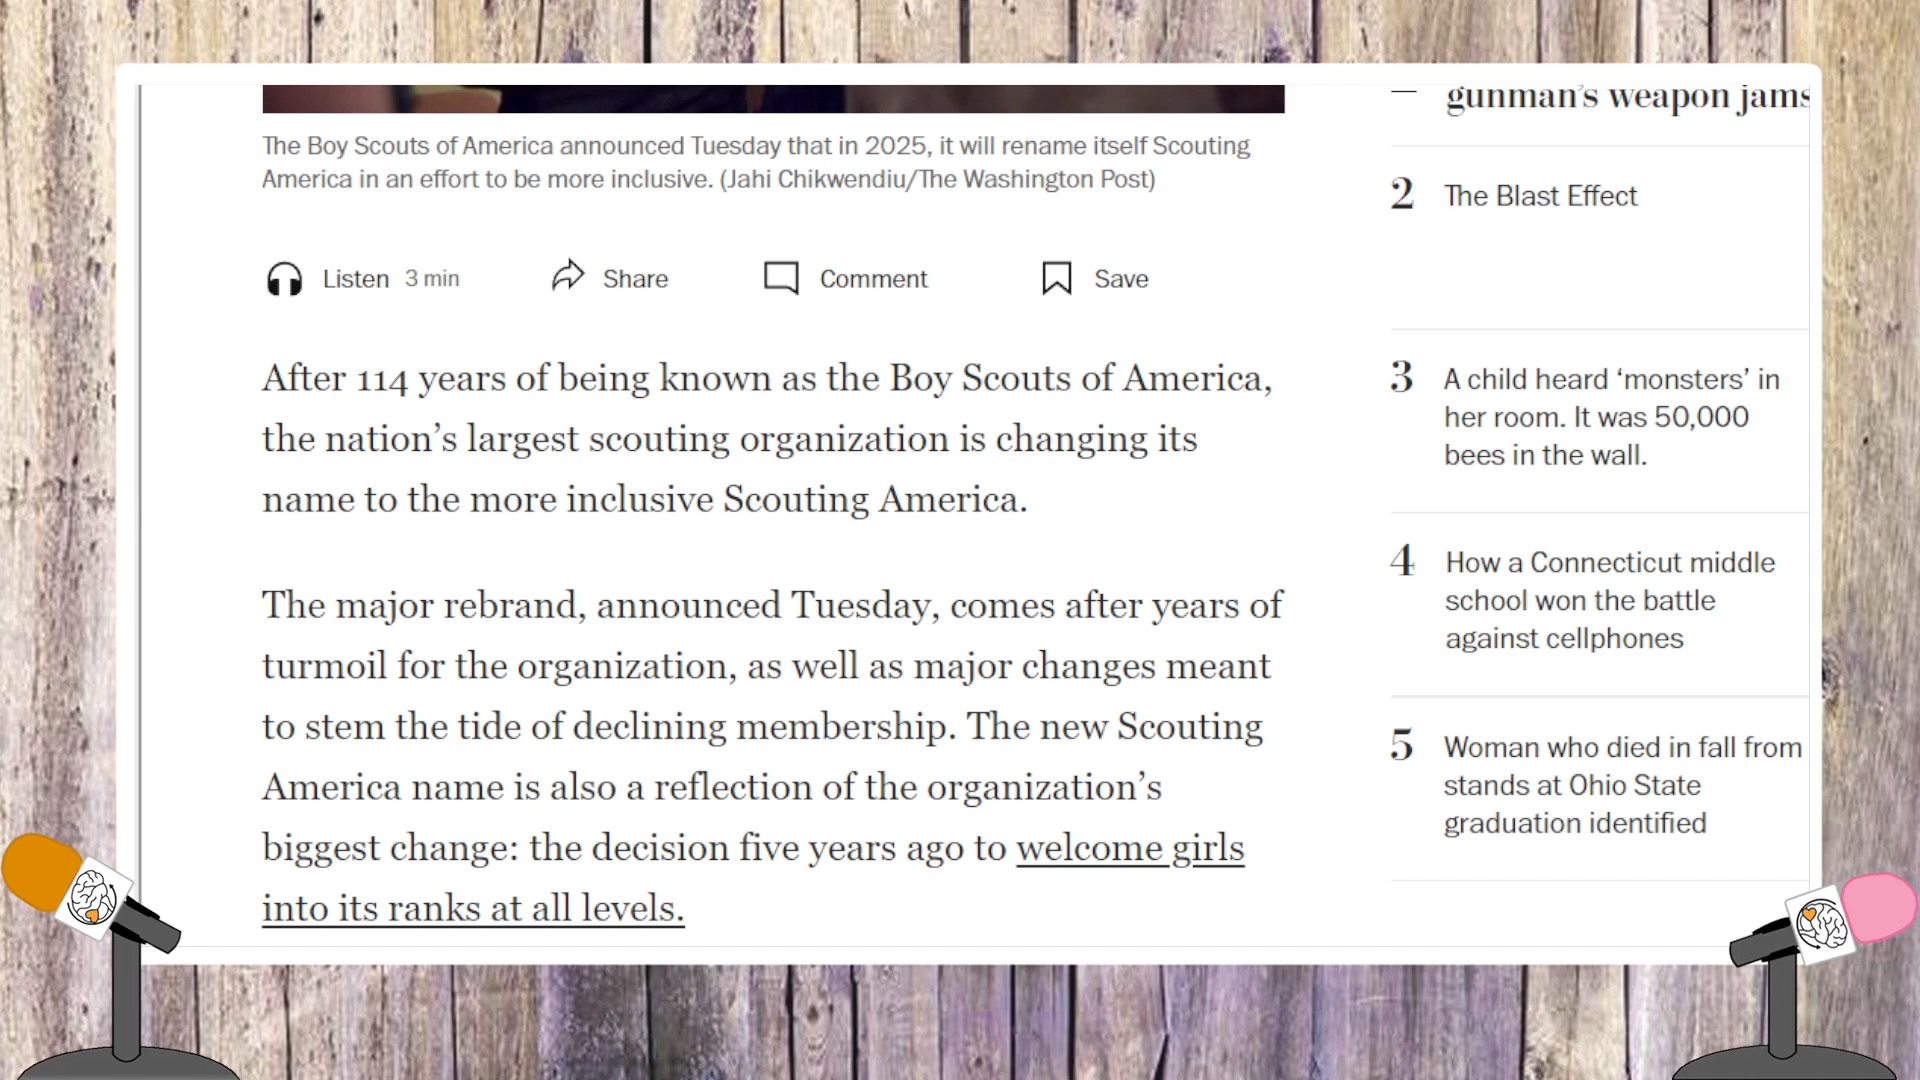 The Boy Scouts of America announced Tuesday that in 2025, it will rename itself Scouting
America in an effort to be more inclusive. (Jahi Chikwendiu/The Washington Post)
Listen 3 min
Share
Comment
Save
After 114 years of being known as the Boy Scouts of America,
the nation’s largest scouting organization is changing its
name to the more inclusive Scouting America.
The major rebrand, announced Tuesday, comes after years of
turmoil for the organization, as well as major changes meant
to stem the tide of declining membership. The new Scouting
America name is also a reflection of the organization’s
biggest change: the decision five years ago to welcome girls
into its ranks at all levels.
gunman’s weapon jams
2 The Blast Effect
3 A child heard ‘monsters’ in
her room. It was 50,000
bees in the wall.
4 How a Connecticut middle
school won the battle
against cellphones
5 Woman who died in fall from
stands at Ohio State
graduation identified